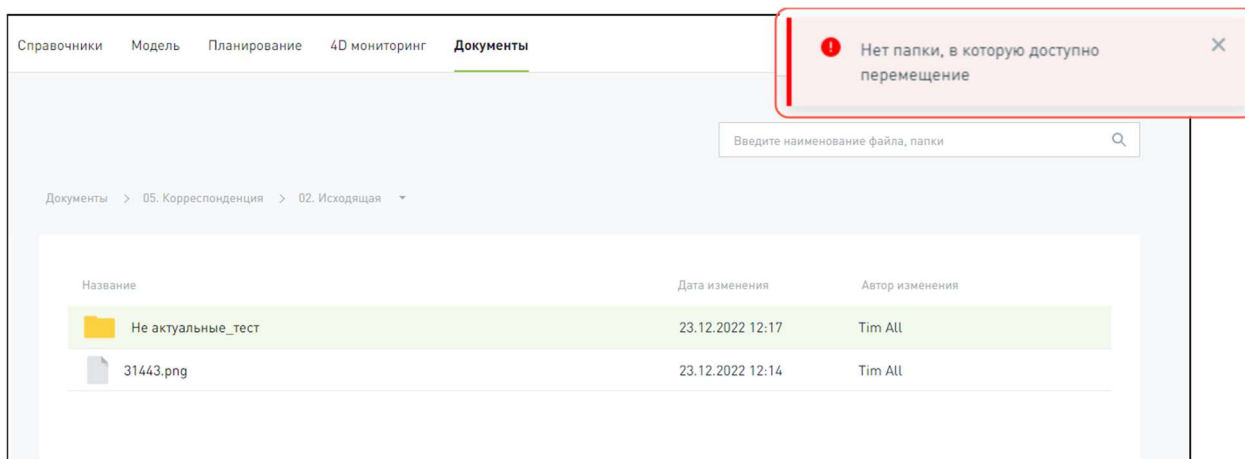 Справочники Модель Планирование 4D мониторинг Документы
Нет папки, в которую доступно
перемещение
Введите наименование файла, папки
Документы > 05. Корреспонденция > 02. Исходящая
Название Дата изменения Автор изменения
Не актуальные_тест 23.12.2022 12:17 Tim All
31443.png 23.12.2022 12:14 Tim All